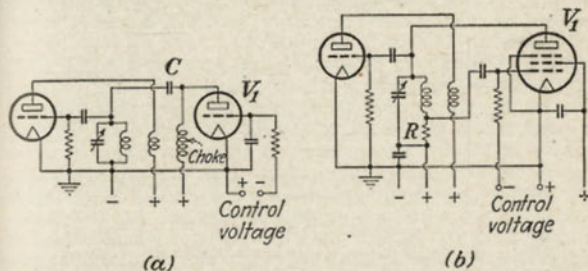 C
V1
Choke
- + + + -
Control
voltage
(a)
V1
R
- + + - + +
Control
voltage
(b)